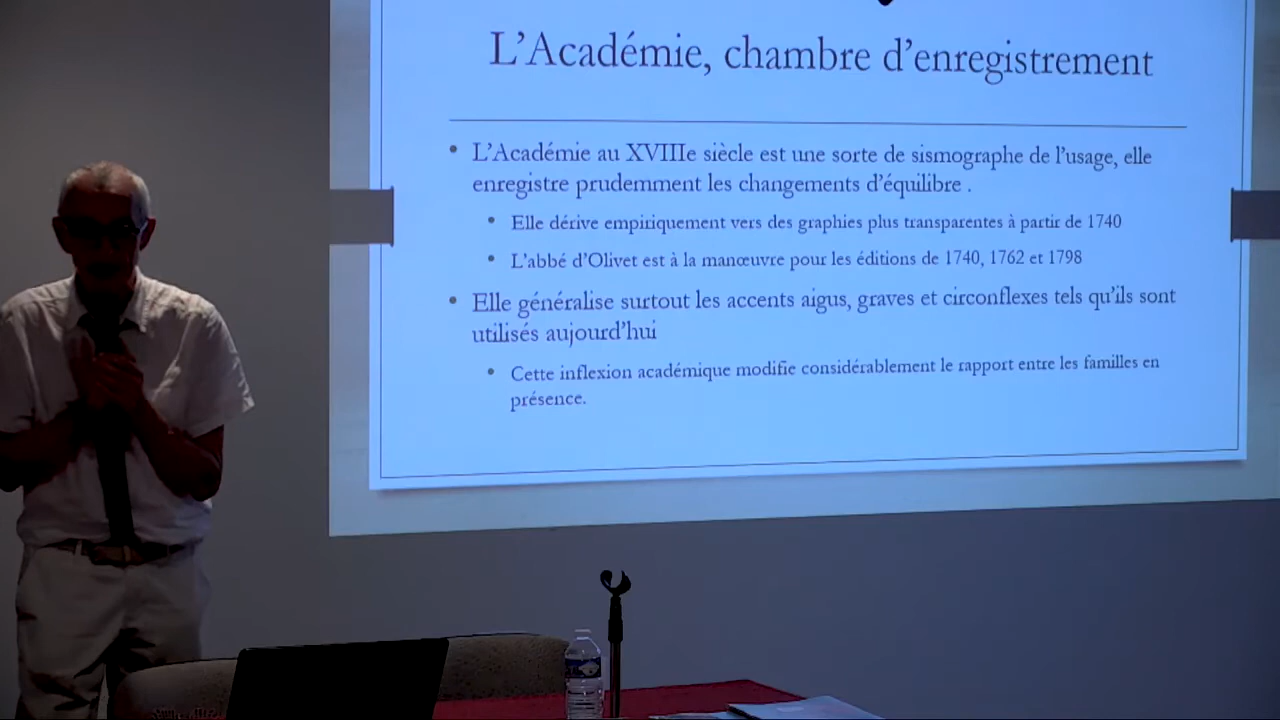 L'Académie, chambre d'enregistrement
• L'Académie au XVIIIe siècle est une sorte de sismographe de l'usage, elle
enregistre prudemment les changements d'équilibre .
• Elle dérive empiriquement vers des graphies plus transparentes à partir de 1740
• L'abbé d'Olivet est à la manœuvre pour les éditions de 1740, 1762 et 1798
• Elle généralise surtout les accents aigus, graves et circonflexes tels qu'ils sont
utilisés aujourd'hui
• Cette inflexion académique modifie considérablement le rapport entre les familles en
présence.